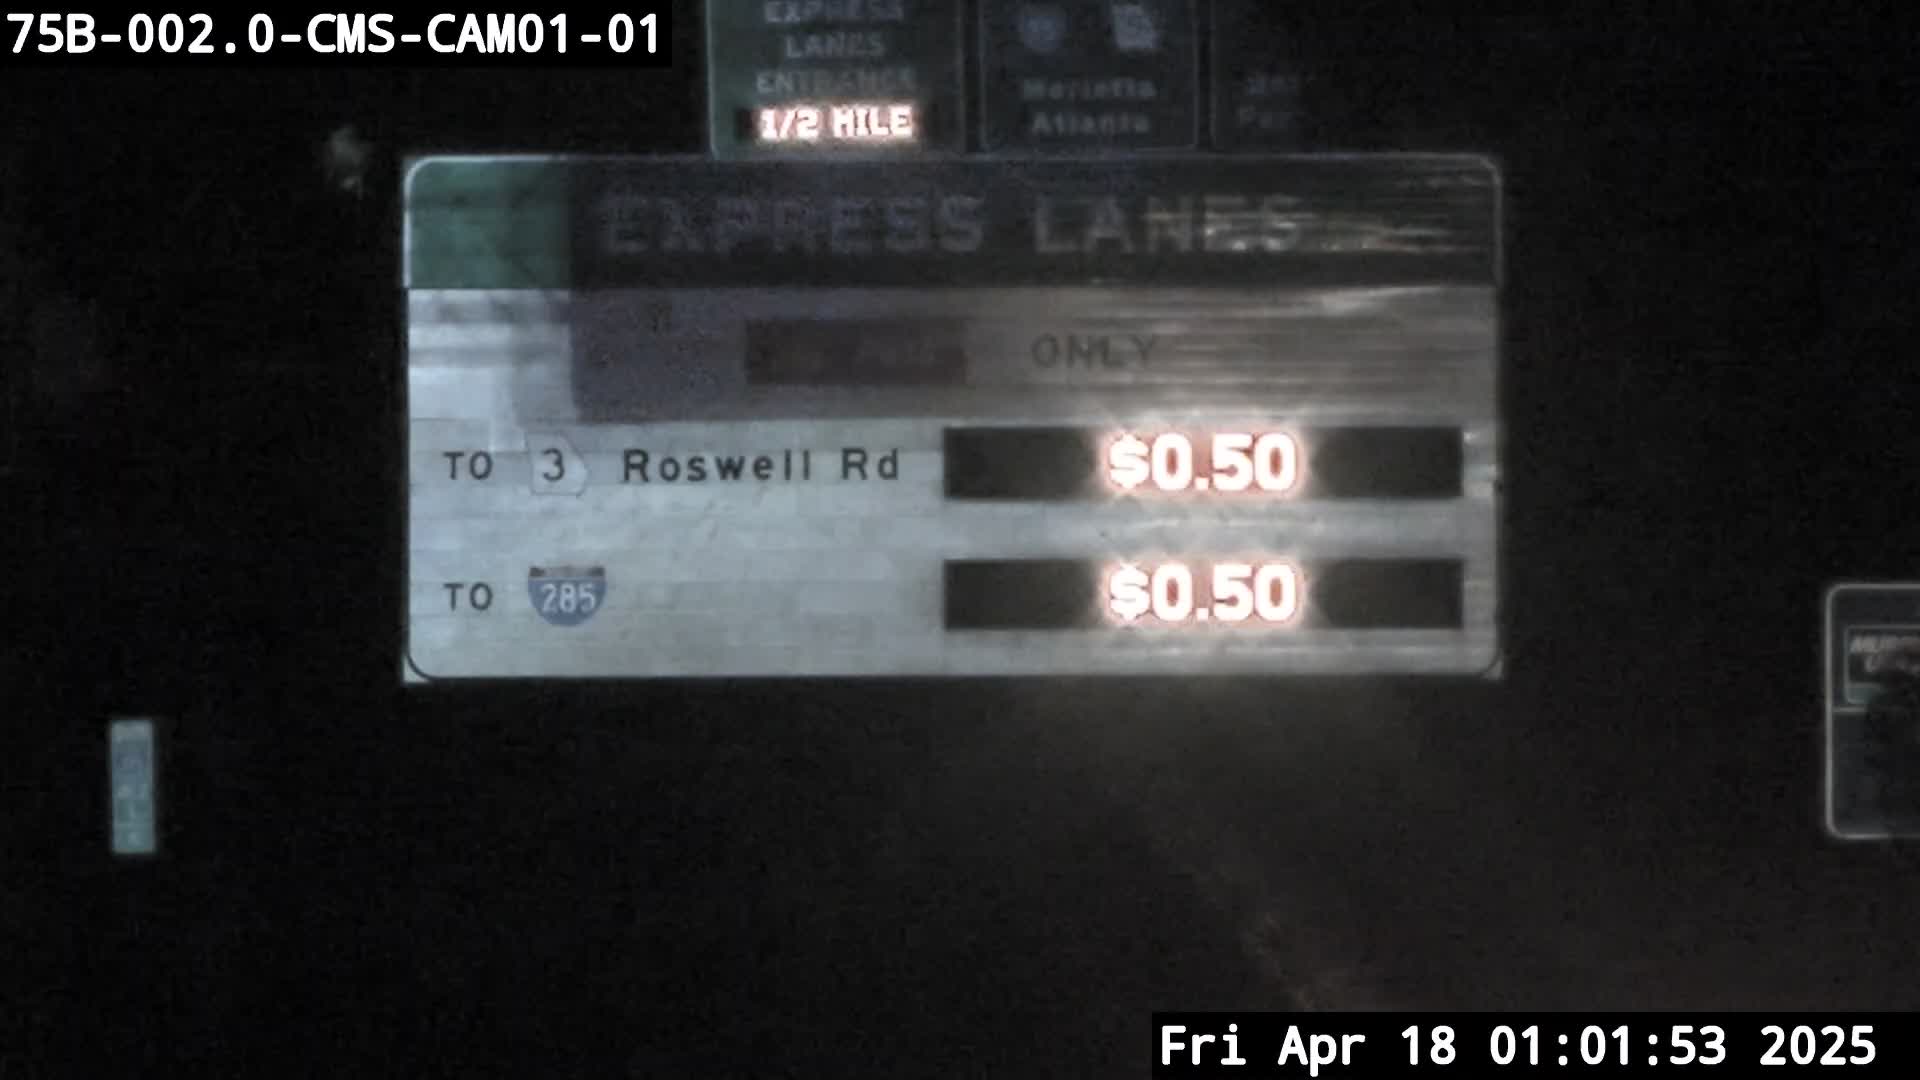 75B-002.0-CMS-CAM01-01
EXPRESS
LANES
ENTRANCE
1/2 MILE
Marietta
Atlanta
EXPRESS LANES
ONLY
TO 3 Roswell Rd $0.50
TO 285 $0.50
Fri Apr 18 01:01:53 2025